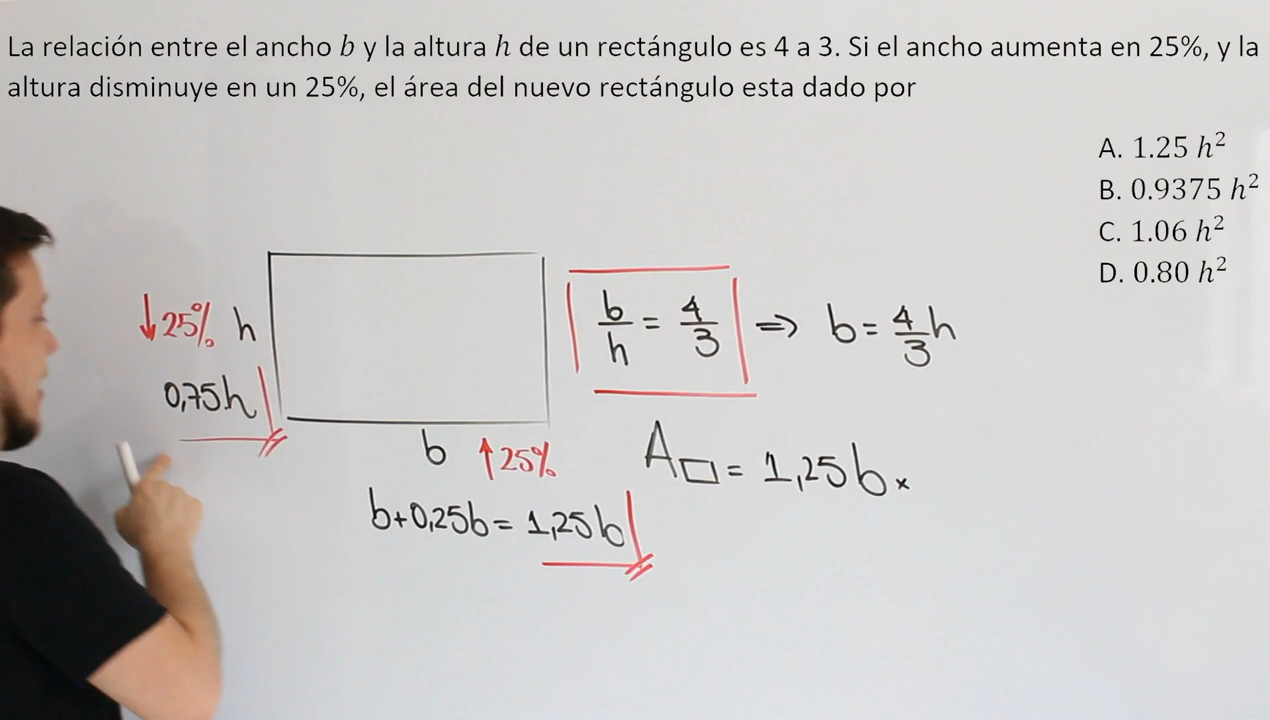 La relación entre el ancho b y la altura h de un rectángulo es 4 a 3. Si el ancho aumenta en 25%, y la
altura disminuye en un 25%, el área del nuevo rectángulo esta dado por
A. 1.25 h²
B. 0.9375 h²
C. 1.06 h²
D. 0.80 h²
↓25% h
0,75h
b ↑25%
b+0,25b = 1,25b
b/h = 4/3 ⇒ b = 4/3 h
A□ = 1,25b ×